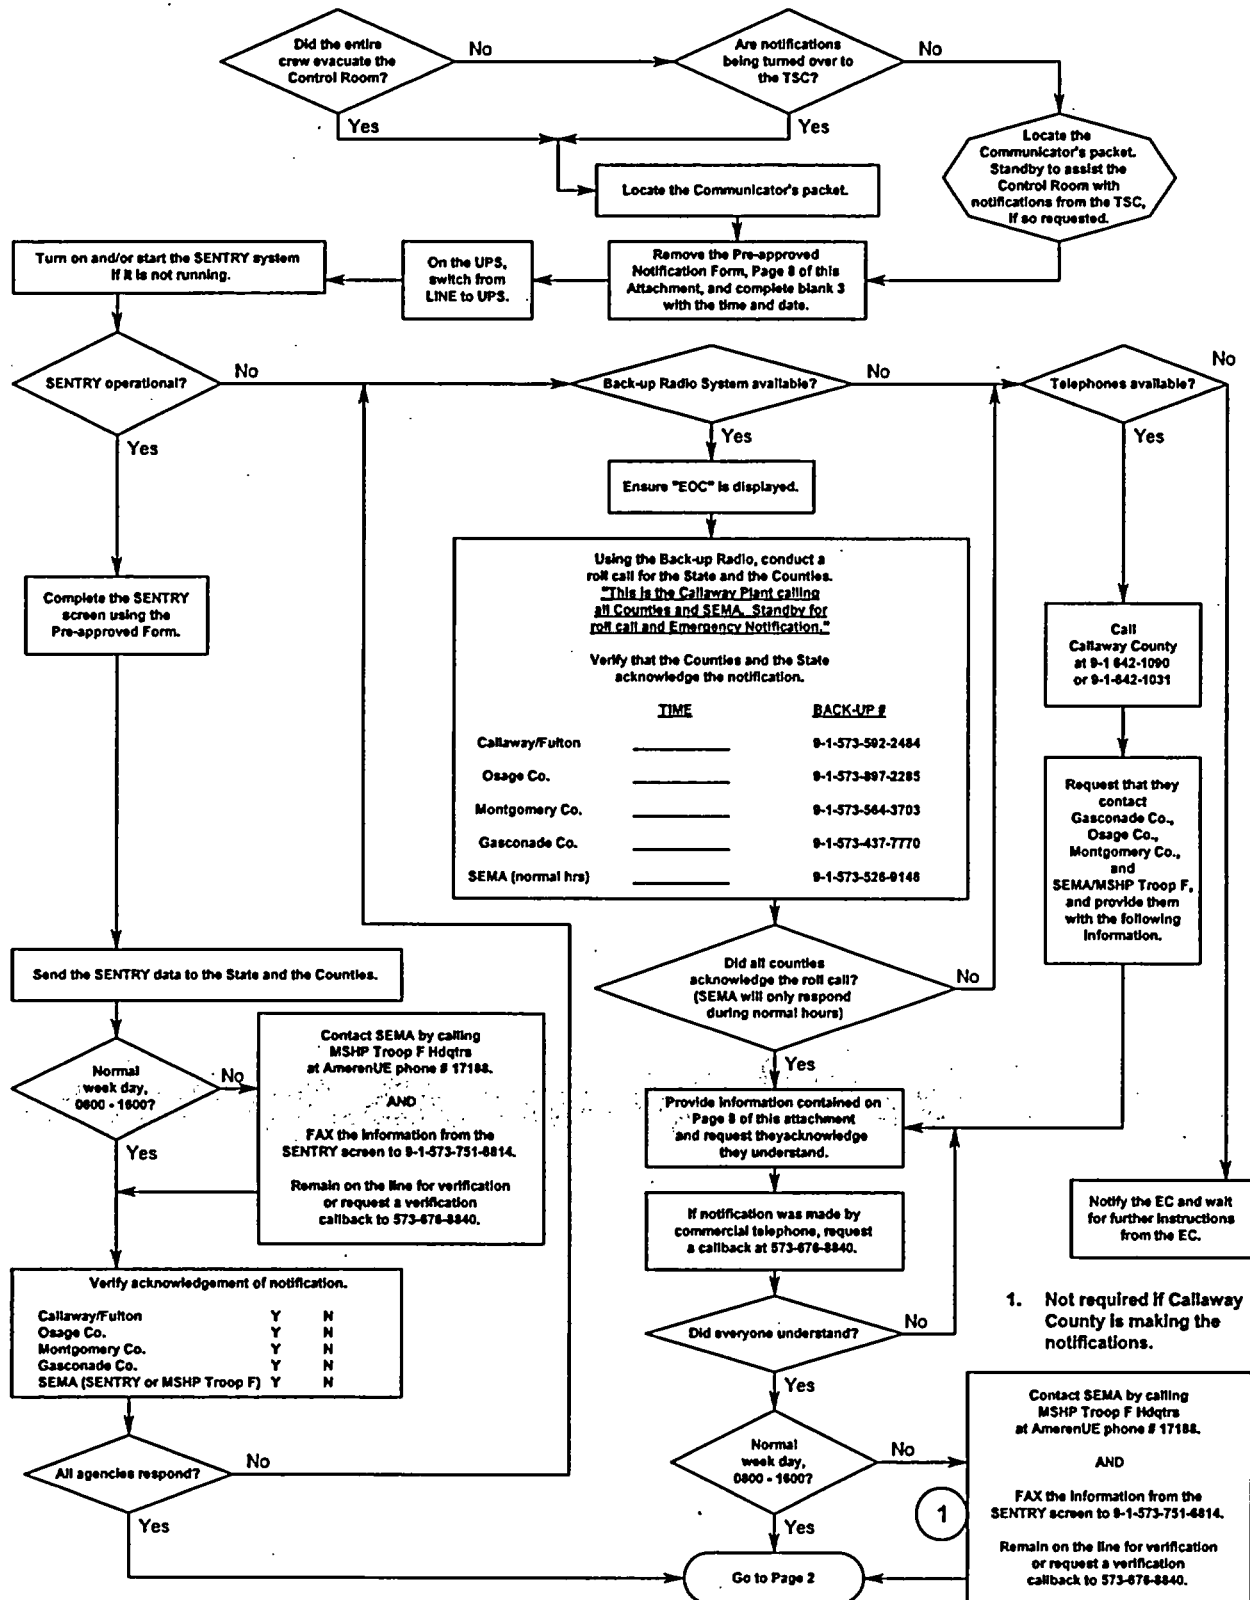 Did the entire
crew evacuate the
Control Room?
No
Are notifications
being turned over to
the TSC?
No
Yes
Yes
Locate the
Communicator's packet.
Standby to assist the
Control Room with
notifications from the TSC,
If so requested.
Locate the Communicator's packet.
Turn on and/or start the SENTRY system
If it is not running.
On the UPS,
switch from
LINE to UPS.
Remove the Pre-approved
Notification Form, Page 8 of this
Attachment, and complete blank 3
with the time and date.
SENTRY operational?
No
Back-up Radio System available?
No
Telephones available?
No
Yes
Yes
Yes
Ensure "EOC" is displayed.
Complete the SENTRY
screen using the
Pre-approved Form.
Using the Back-up Radio, conduct a
roll call for the State and the Counties.
"This is the Callaway Plant calling
all Counties and SEMA. Standby for
roll call and Emergency Notification."
Verify that the Counties and the State
acknowledge the notification.
TIME BACK-UP #
Callaway/Fulton 9-1-573-592-2484
Osage Co. 9-1-573-897-2285
Montgomery Co. 9-1-573-564-3703
Gasconade Co. 9-1-573-437-7770
SEMA (normal hrs) 9-1-573-526-9146
Call
Callaway County
at 9-1 642-1090
or 9-1-642-1031
Request that they
contact
Gasconade Co.,
Osage Co.,
Montgomery Co.,
and
SEMA/MSHP Troop F,
and provide them
with the following
Information.
Send the SENTRY data to the State and the Counties.
Did all counties
acknowledge the roll call?
(SEMA will only respond
during normal hours)
No
Yes
Normal
week day,
0800 - 1600?
No
Yes
Contact SEMA by calling
MSHP Troop F Hdqtrs
at AmerenUE phone # 17188.
AND
FAX the Information from the
SENTRY screen to 9-1-573-751-6814.
Remain on the line for verification
or request a verification
callback to 573-676-8840.
Provide Information contained on
Page 8 of this attachment
and request theyacknowledge
they understand.
If notification was made by
commercial telephone, request
a callback at 573-676-8840.
Notify the EC and wait
for further Instructions
from the EC.
Verify acknowledgement of notification.
Callaway/Fulton Y N
Osage Co. Y N
Montgomery Co. Y N
Gasconade Co. Y N
SEMA (SENTRY or MSHP Troop F) Y N
Did everyone understand?
No
Yes
1. Not required if Callaway
County is making the
notifications.
All agencies respond?
No
Yes
Normal
week day,
0800 - 1600?
No
Yes
1
Contact SEMA by calling
MSHP Troop F Hdqtrs
at AmerenUE phone # 17188.
AND
FAX the Information from the
SENTRY screen to 9-1-573-751-6814.
Remain on the line for verification
or request a verification
callback to 573-676-8840.
Go to Page 2